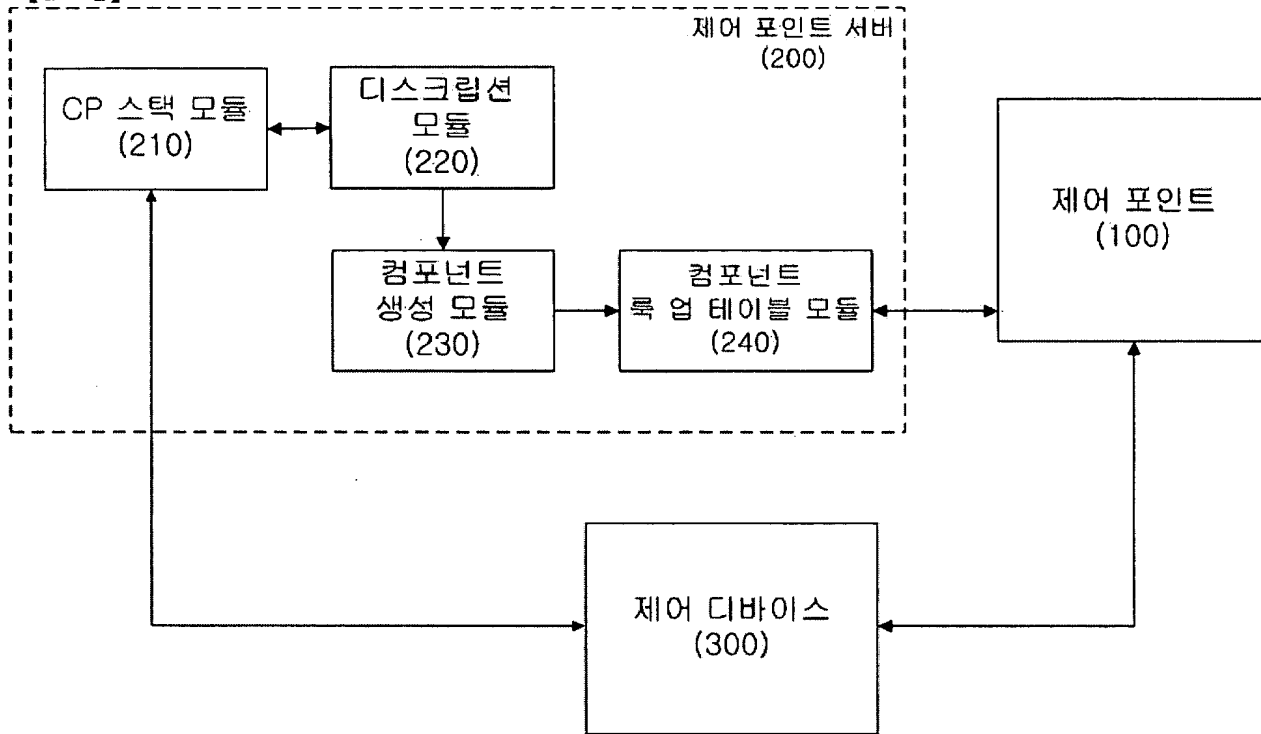 제어 포인트 서버
(200)
CP 스택 모듈
(210)
디스크립션
모듈
(220)
컴포넌트
생성 모듈
(230)
컴포넌트
룩 업 테이블 모듈
(240)
제어 포인트
(100)
제어 디바이스
(300)